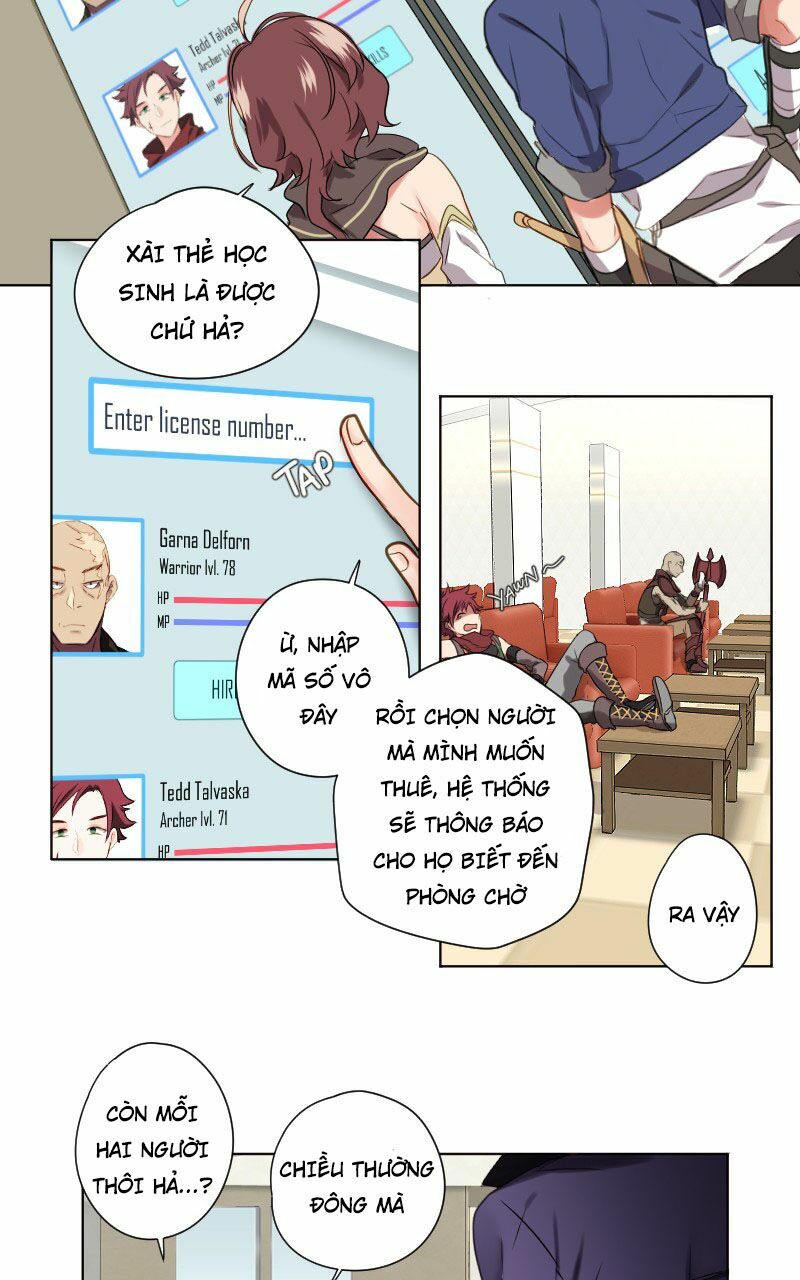 Tedd Talvaska
Archer lvl. 71
HP
MP
SKILLS
XÀI THẺ HỌC
SINH LÀ ĐƯỢC
CHỨ HẢ?
Enter license number...
TAP
Garna Delforn
Warrior lvl. 78
HP
MP
YAWN~
Ừ, NHẬP
MÃ SỐ VÔ
ĐÂY
RỒI CHỌN NGƯỜI
MÀ MÌNH MUỐN
THUÊ, HỆ THỐNG
SẼ THÔNG BÁO
CHO HỌ BIẾT ĐẾN
PHÒNG CHỜ
Tedd Talvaska
Archer lvl. 71
HP
RA VẬY
CÒN MỖI
HAI NGƯỜI
THÔI HẢ...?
CHIỀU THƯỜNG
ĐÔNG MÀ